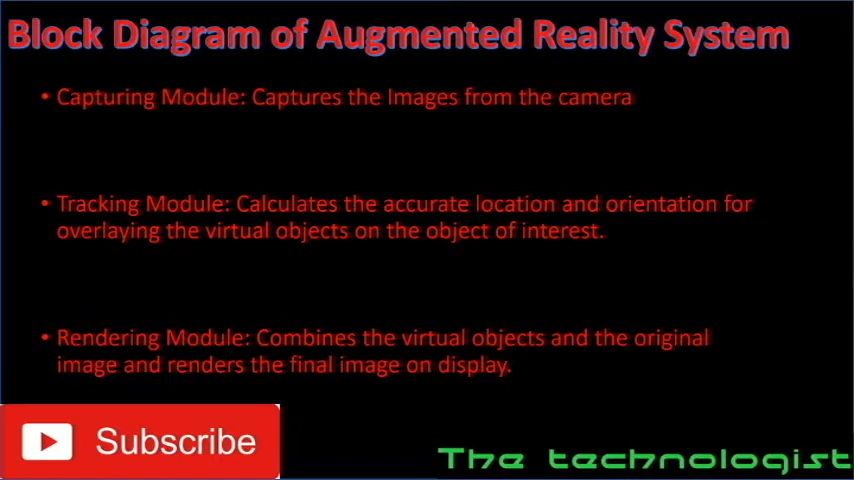 Block Diagram of Augmented Reality System
• Capturing Module: Captures the Images from the camera
• Tracking Module: Calculates the accurate location and orientation for
overlaying the virtual objects on the object of interest.
• Rendering Module: Combines the virtual objects and the original
image and renders the final image on display.
Subscribe
The technologist